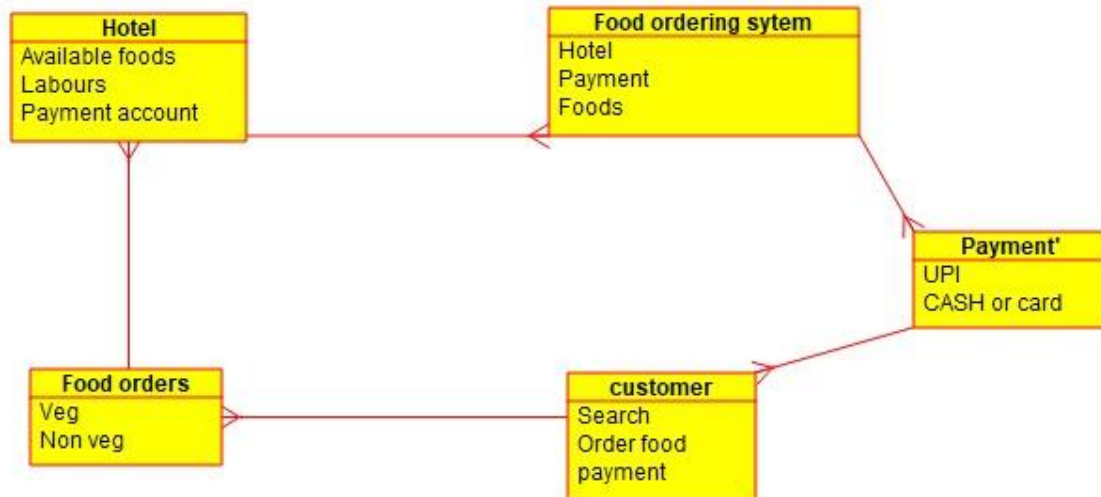 Hotel
Available foods
Labours
Payment account
Food ordering sytem
Hotel
Payment
Foods
Payment'
UPI
CASH or card
Food orders
Veg
Non veg
customer
Search
Order food
payment